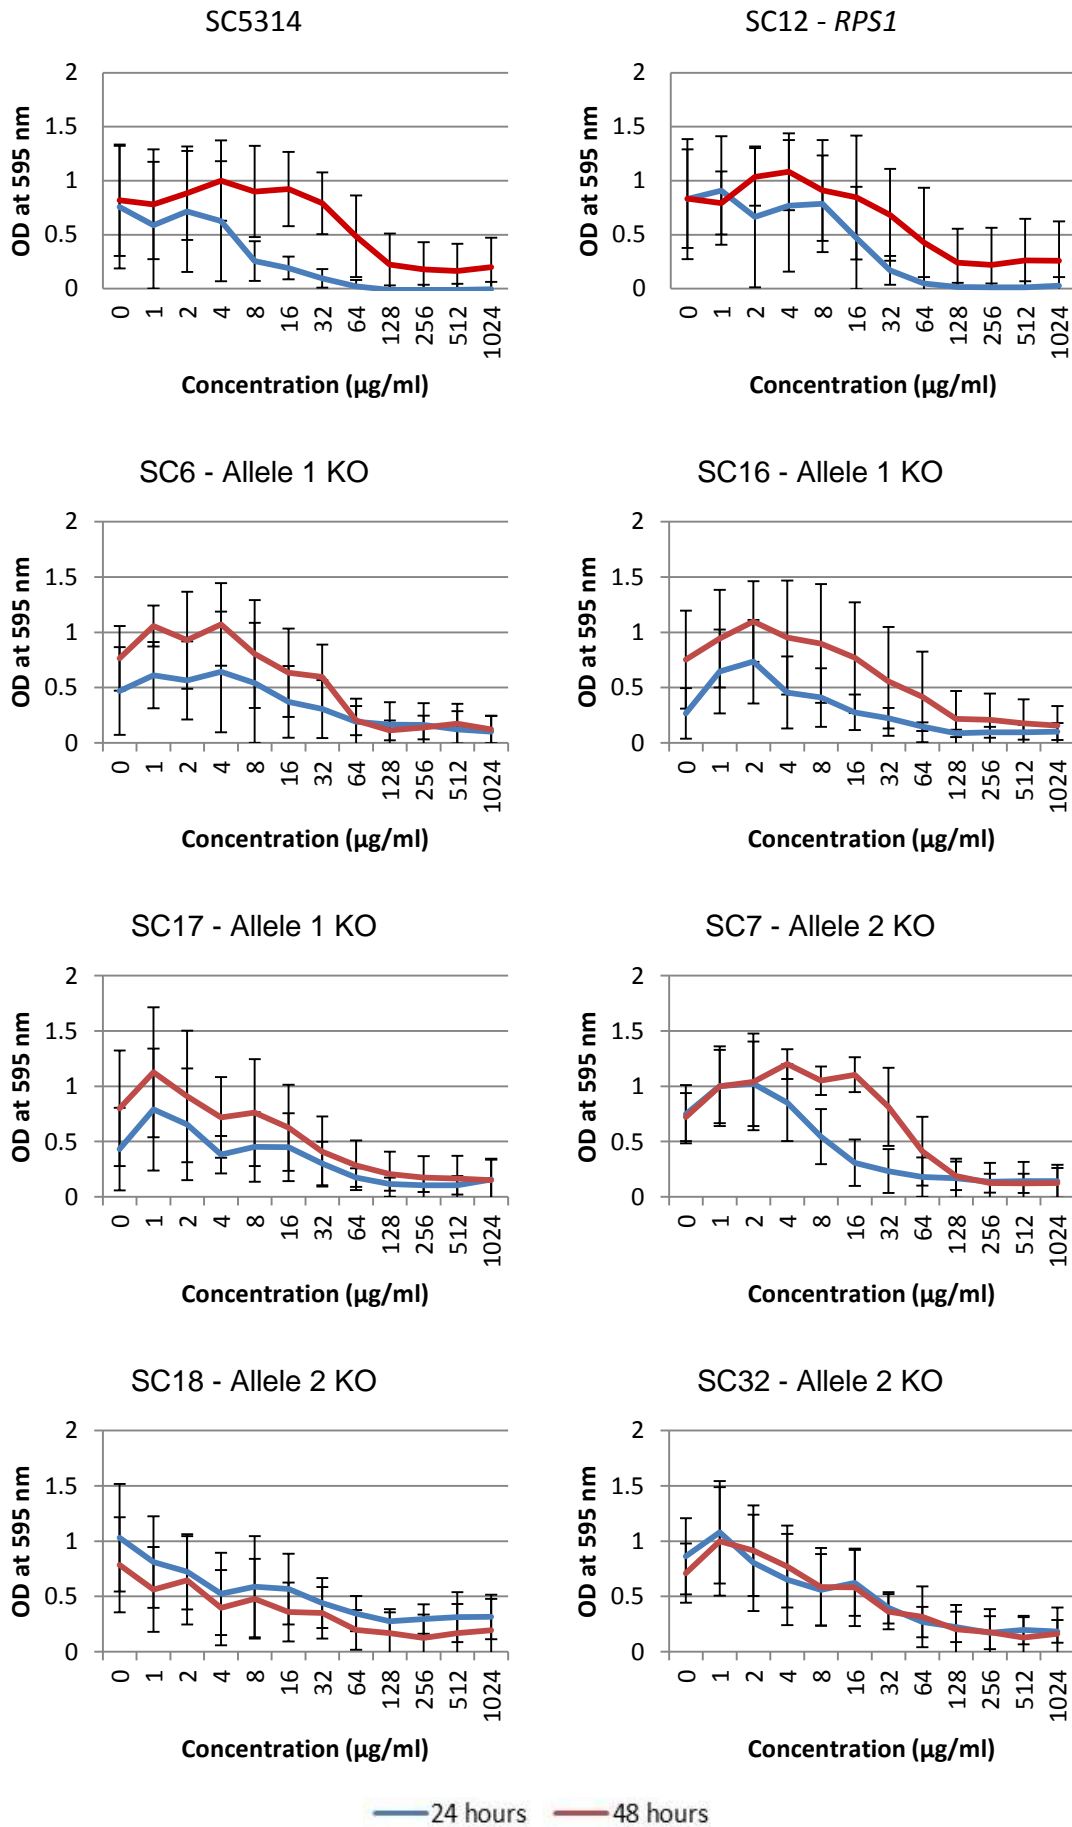 SC5314
OD at 595 nm
2
1.5
1
0.5
0
0 1 2 4 8 16 32 64 128 256 512 1024
Concentration (µg/ml)
SC12 - RPS1
OD at 595 nm
2
1.5
1
0.5
0
0 1 2 4 8 16 32 64 128 256 512 1024
Concentration (µg/ml)
SC6 - Allele 1 KO
OD at 595 nm
2
1.5
1
0.5
0
0 1 2 4 8 16 32 64 128 256 512 1024
Concentration (µg/ml)
SC16 - Allele 1 KO
OD at 595 nm
2
1.5
1
0.5
0
0 1 2 4 8 16 32 64 128 256 512 1024
Concentration (µg/ml)
SC17 - Allele 1 KO
OD at 595 nm
2
1.5
1
0.5
0
0 1 2 4 8 16 32 64 128 256 512 1024
Concentration (µg/ml)
SC7 - Allele 2 KO
OD at 595 nm
2
1.5
1
0.5
0
0 1 2 4 8 16 32 64 128 256 512 1024
Concentration (µg/ml)
SC18 - Allele 2 KO
OD at 595 nm
2
1.5
1
0.5
0
0 1 2 4 8 16 32 64 128 256 512 1024
Concentration (µg/ml)
SC32 - Allele 2 KO
OD at 595 nm
2
1.5
1
0.5
0
0 1 2 4 8 16 32 64 128 256 512 1024
Concentration (µg/ml)
24 hours 48 hours